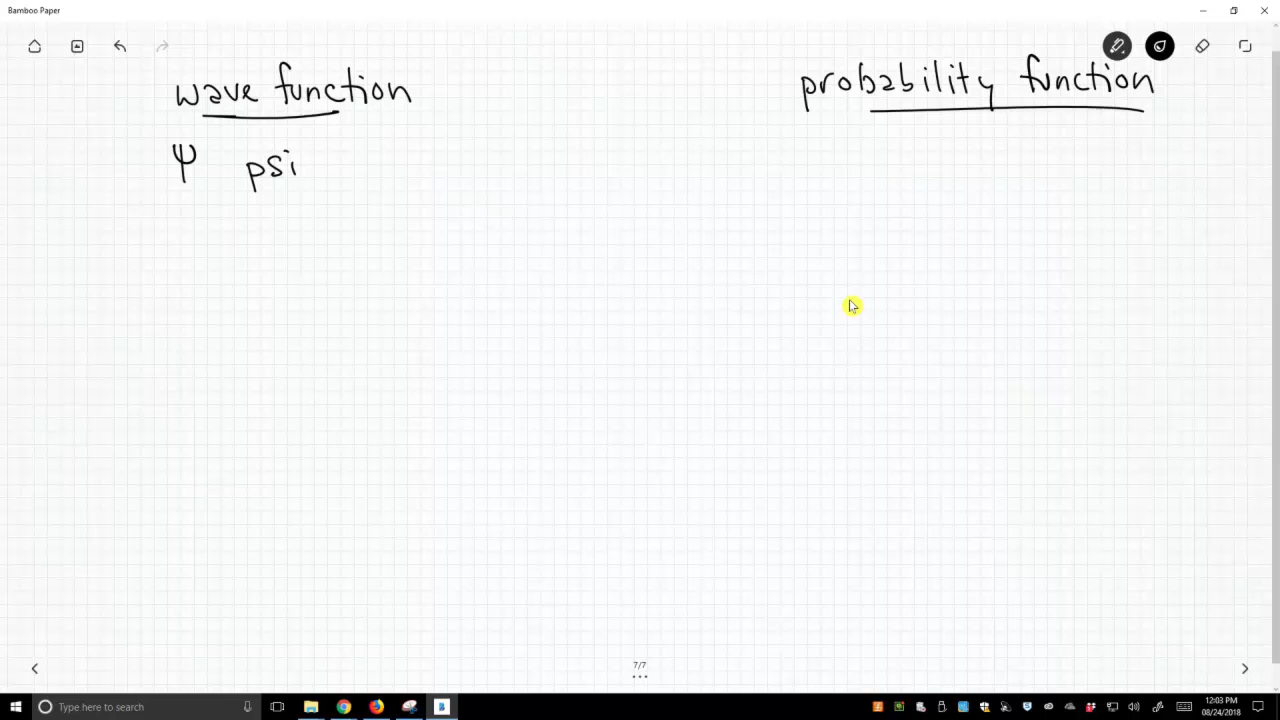 Bamboo Paper
wave function
probability function
ψ psi
7/7
Type here to search
12:03 PM
08/24/2018